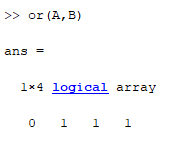 >> or(A,B)
ans =
1×4 logical array
0 1 1 1